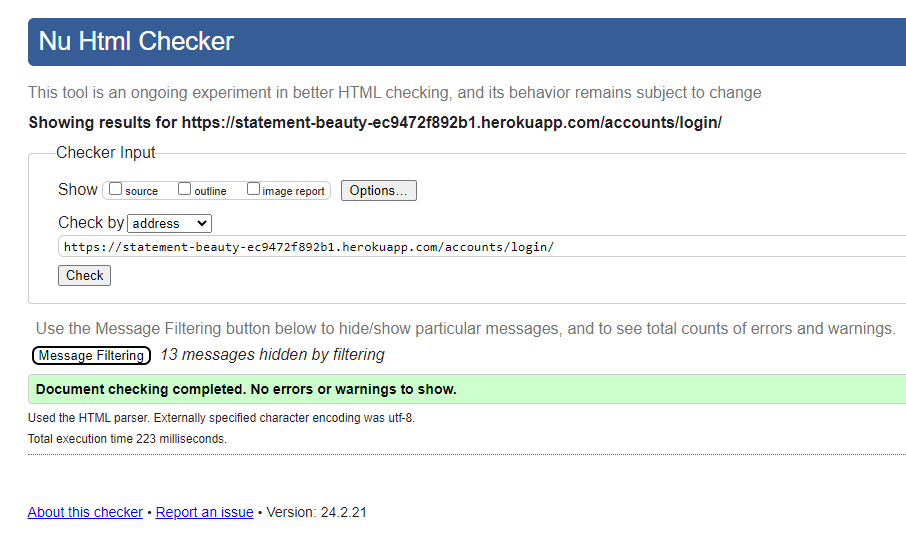 Nu Html Checker
This tool is an ongoing experiment in better HTML checking, and its behavior remains subject to change
Showing results for https://statement-beauty-ec9472f892b1.herokuapp.com/accounts/login/
Checker Input
Show source outline image report Options...
Check by address
https://statement-beauty-ec9472f892b1.herokuapp.com/accounts/login/
Check
Use the Message Filtering button below to hide/show particular messages, and to see total counts of errors and warnings.
Message Filtering 13 messages hidden by filtering
Document checking completed. No errors or warnings to show.
Used the HTML parser. Externally specified character encoding was utf-8.
Total execution time 223 milliseconds.
About this checker • Report an issue • Version: 24.2.21